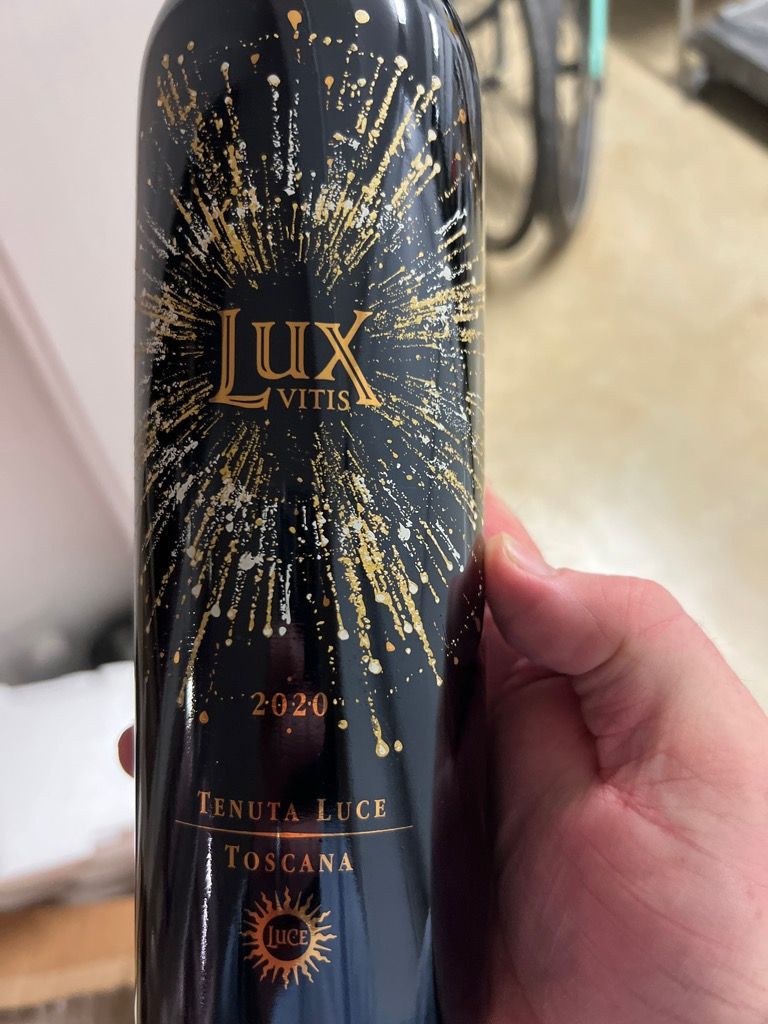 Lux
VITIS
2020
TENUTA LUCE
TOSCANA
LUCE